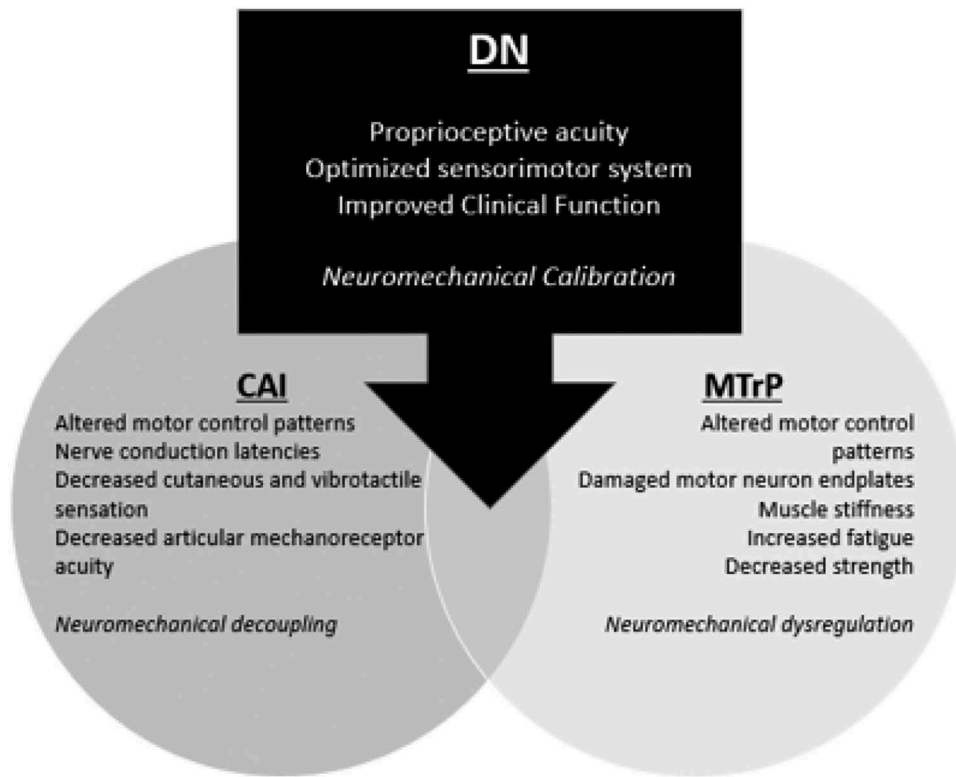 DN
Proprioceptive acuity
Optimized sensorimotor system
Improved Clinical Function
Neuromechanical Calibration
CAI
Altered motor control patterns
Nerve conduction latencies
Decreased cutaneous and vibrotactile
sensation
Decreased articular mechanoreceptor
acuity
Neuromechanical decoupling
MTrP
Altered motor control
patterns
Damaged motor neuron endplates
Muscle stiffness
Increased fatigue
Decreased strength
Neuromechanical dysregulation